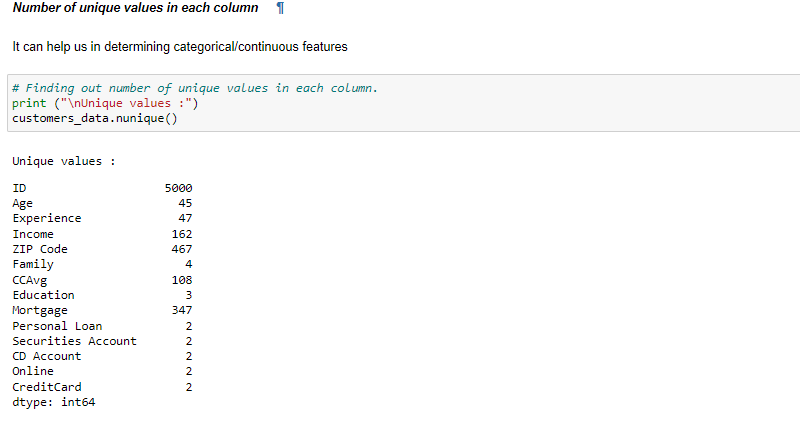 Number of unique values in each column ¶
It can help us in determining categorical/continuous features
# Finding out number of unique values in each column.
print ("\nUnique values :")
customers_data.nunique()
Unique values :
ID 5000
Age 45
Experience 47
Income 162
ZIP Code 467
Family 4
CCAvg 108
Education 3
Mortgage 347
Personal Loan 2
Securities Account 2
CD Account 2
Online 2
CreditCard 2
dtype: int64